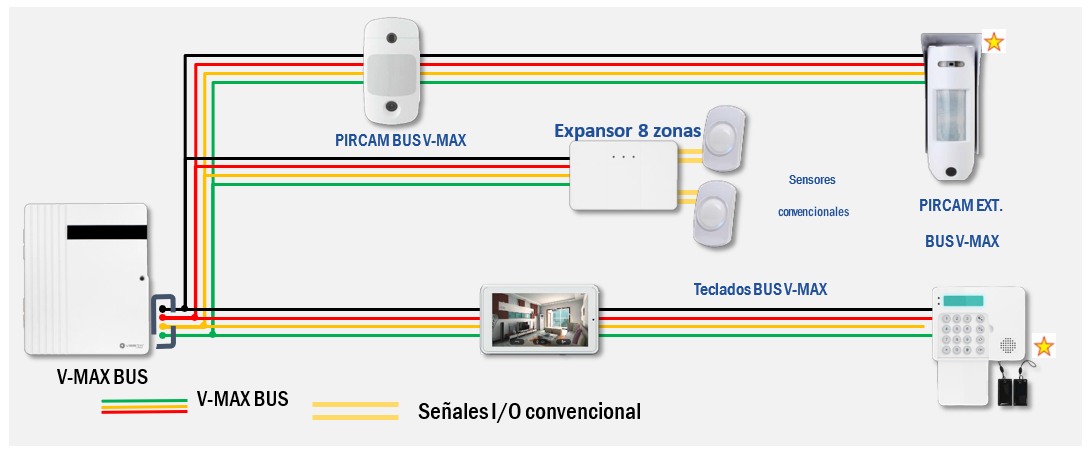 PIRCAM BUS V-MAX
Expansor 8 zonas
Sensores
convencionales
PIRCAM EXT.
BUS V-MAX
Teclados BUS V-MAX
V-MAX BUS
V-MAX BUS
Señales I/O convencional